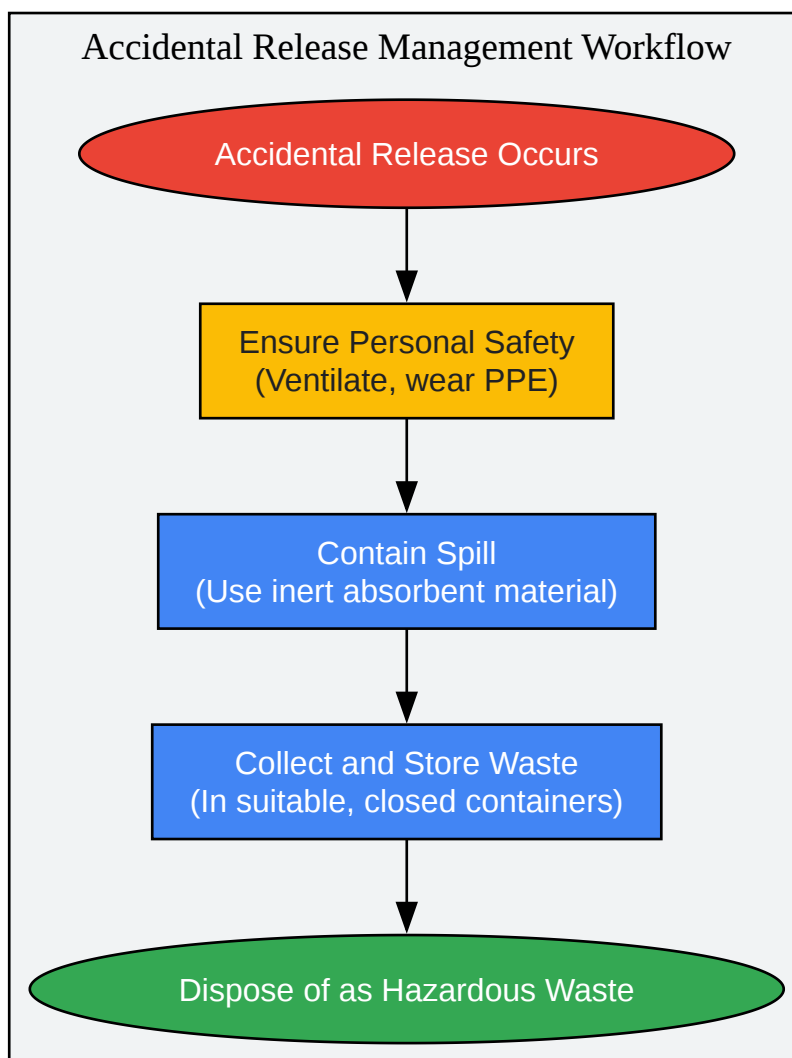 Accidental Release Management Workflow
Accidental Release Occurs
Ensure Personal Safety
(Ventilate, wear PPE)
Contain Spill
(Use inert absorbent material)
Collect and Store Waste
(In suitable, closed containers)
Dispose of as Hazardous Waste